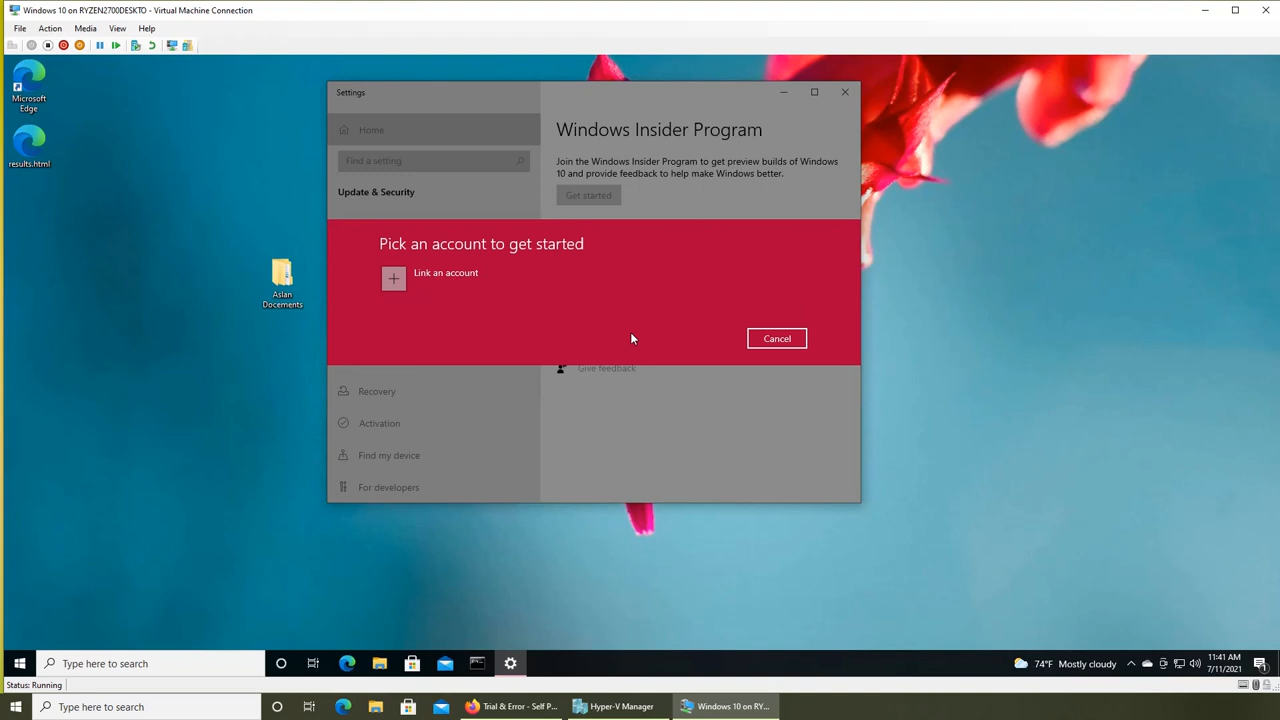 Windows 10 on RYZEN2700DESKTO - Virtual Machine Connection
File Action Media View Help
Microsoft
Edge
results.html
Aslan
Docements
Settings
Home
Find a setting
Update & Security
Windows Insider Program
Join the Windows Insider Program to get preview builds of Windows
10 and provide feedback to help make Windows better.
Get started
Pick an account to get started
Link an account
Cancel
Give feedback
Recovery
Activation
Find my device
For developers
Type here to search
74°F Mostly cloudy
11:41 AM
7/11/2021
1
Status: Running
Type here to search
Trial & Error - Self P...
Hyper-V Manager
Windows 10 on RY...